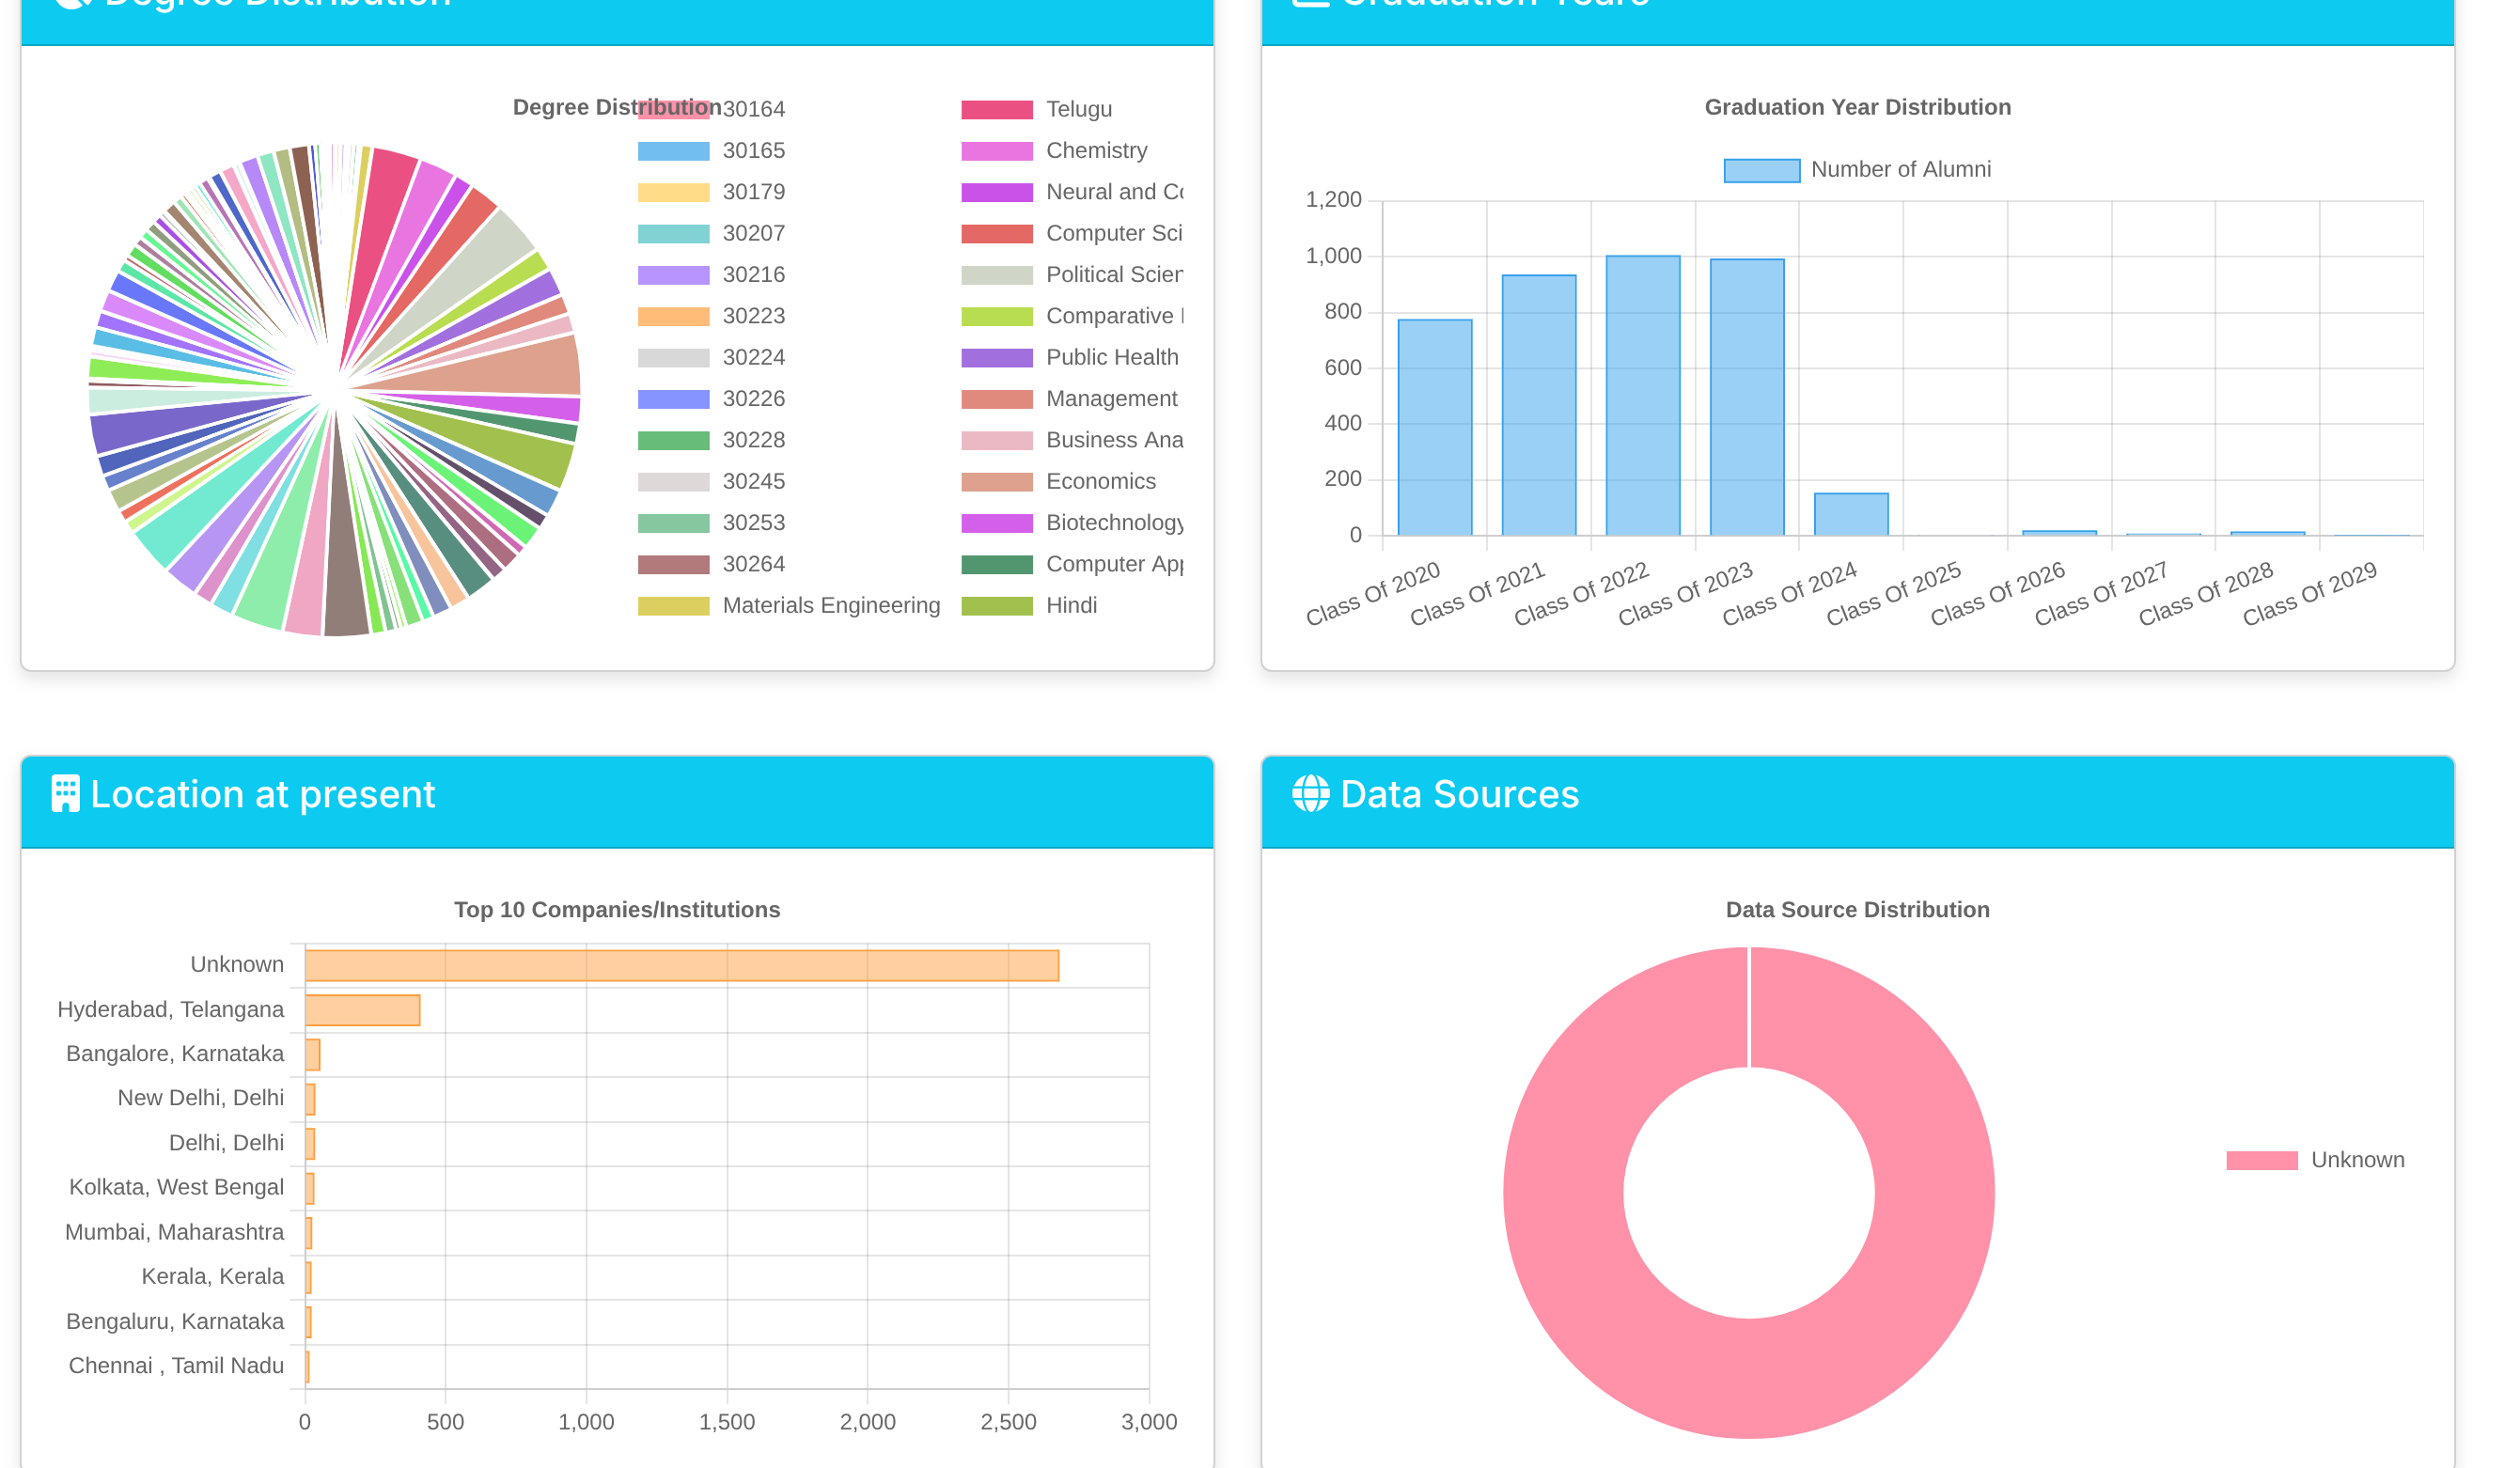 Degree Distribution
Graduation Years
Degree Distribution
30164
30165
30179
30207
30216
30223
30224
30226
30228
30245
30253
30264
Materials Engineering
Telugu
Chemistry
Neural and Co
Computer Sci
Political Scien
Comparative
Public Health
Management
Business Ana
Economics
Biotechnology
Computer App
Hindi
Graduation Year Distribution
Number of Alumni
1,200
1,000
800
600
400
200
0
Class Of 2020
Class Of 2021
Class Of 2022
Class Of 2023
Class Of 2024
Class Of 2025
Class Of 2026
Class Of 2027
Class Of 2028
Class Of 2029
Location at present
Top 10 Companies/Institutions
Unknown
Hyderabad, Telangana
Bangalore, Karnataka
New Delhi, Delhi
Delhi, Delhi
Kolkata, West Bengal
Mumbai, Maharashtra
Kerala, Kerala
Bengaluru, Karnataka
Chennai , Tamil Nadu
0
500
1,000
1,500
2,000
2,500
3,000
Data Sources
Data Source Distribution
Unknown